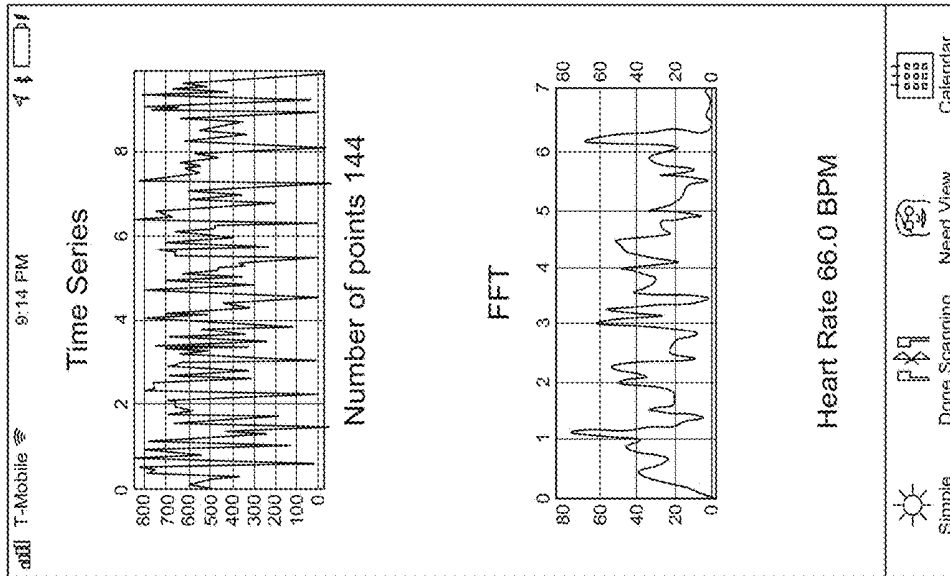 T-Mobile 9:14 PM
Time Series
0 2 4 6 8
800
700
600
500
400
300
200
100
0
Number of points 144
FFT
0 1 2 3 4 5 6 7
80 80
60 60
40 40
20 20
0 0
Heart Rate 66.0 BPM
Simple Done Scanning Need View Calendar